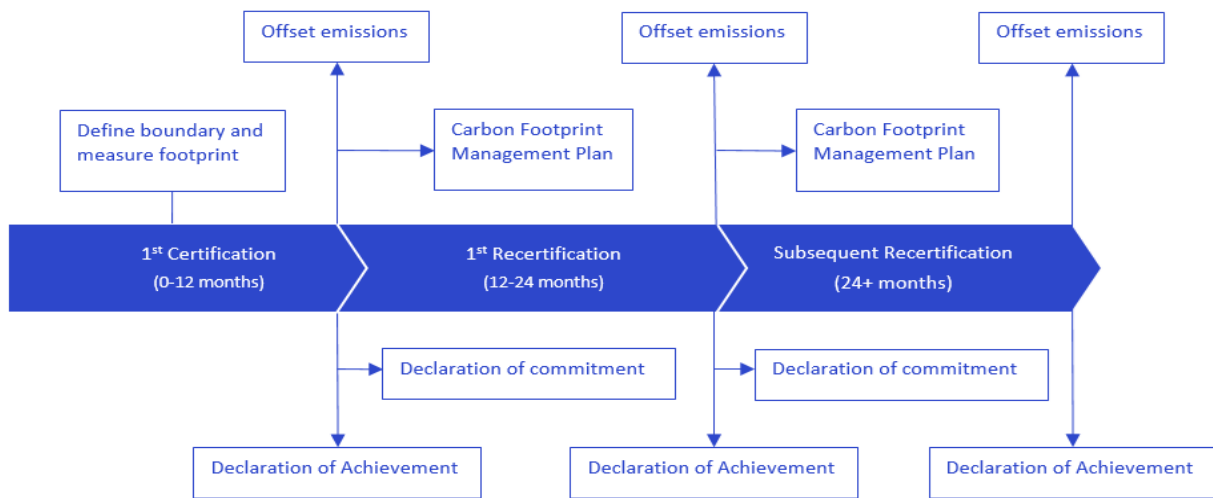 Offset emissions
Offset emissions
Offset emissions
Define boundary and
measure footprint
Carbon Footprint
Management Plan
Carbon Footprint
Management Plan
1st Certification
(0-12 months)
1st Recertification
(12-24 months)
Subsequent Recertification
(24+ months)
Declaration of commitment
Declaration of commitment
Declaration of Achievement
Declaration of Achievement
Declaration of Achievement